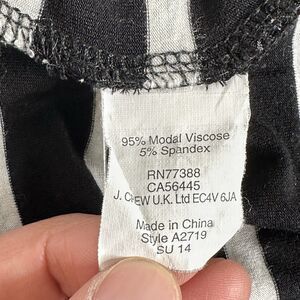 95% Modal Viscose
5% Spandex
RN77388
CA56445
J. CREW U.K. Ltd EC4V 6JA
Made in China
Style A2719
SU 14